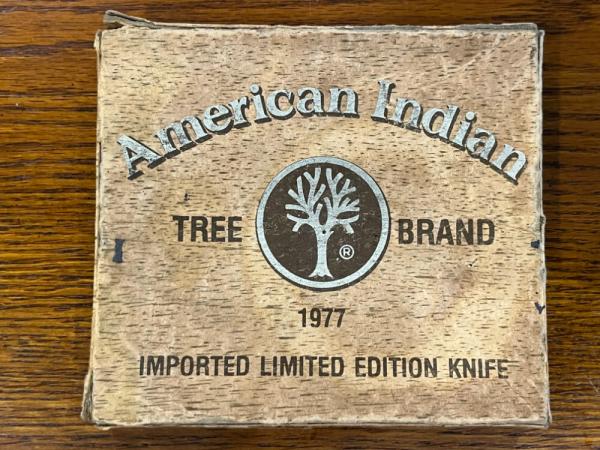 American Indian
TREE BRAND
®
1977
IMPORTED LIMITED EDITION KNIFE